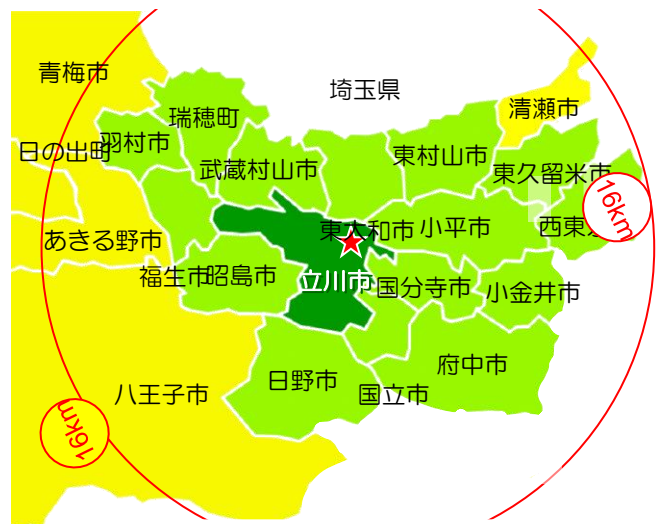 青梅市
埼玉県
清瀬市
瑞穂町
羽村市
日の出町
武蔵村山市
東村山市
東久留米市
16km
あきる野市
東大和市
小平市
西東
福生市
昭島市
立川市
国分寺市
小金井市
府中市
日野市
国立市
八王子市
16km